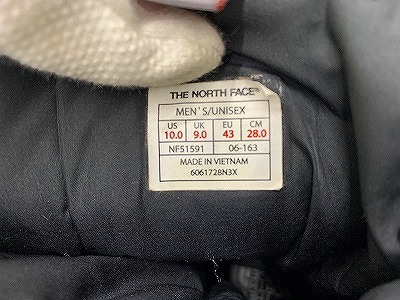 THE NORTH FACE®
MEN'S/UNISEX
US UK EU CM
10.0 9.0 43 28.0
NF51591 06-163
MADE IN VIETNAM
6061728N3X